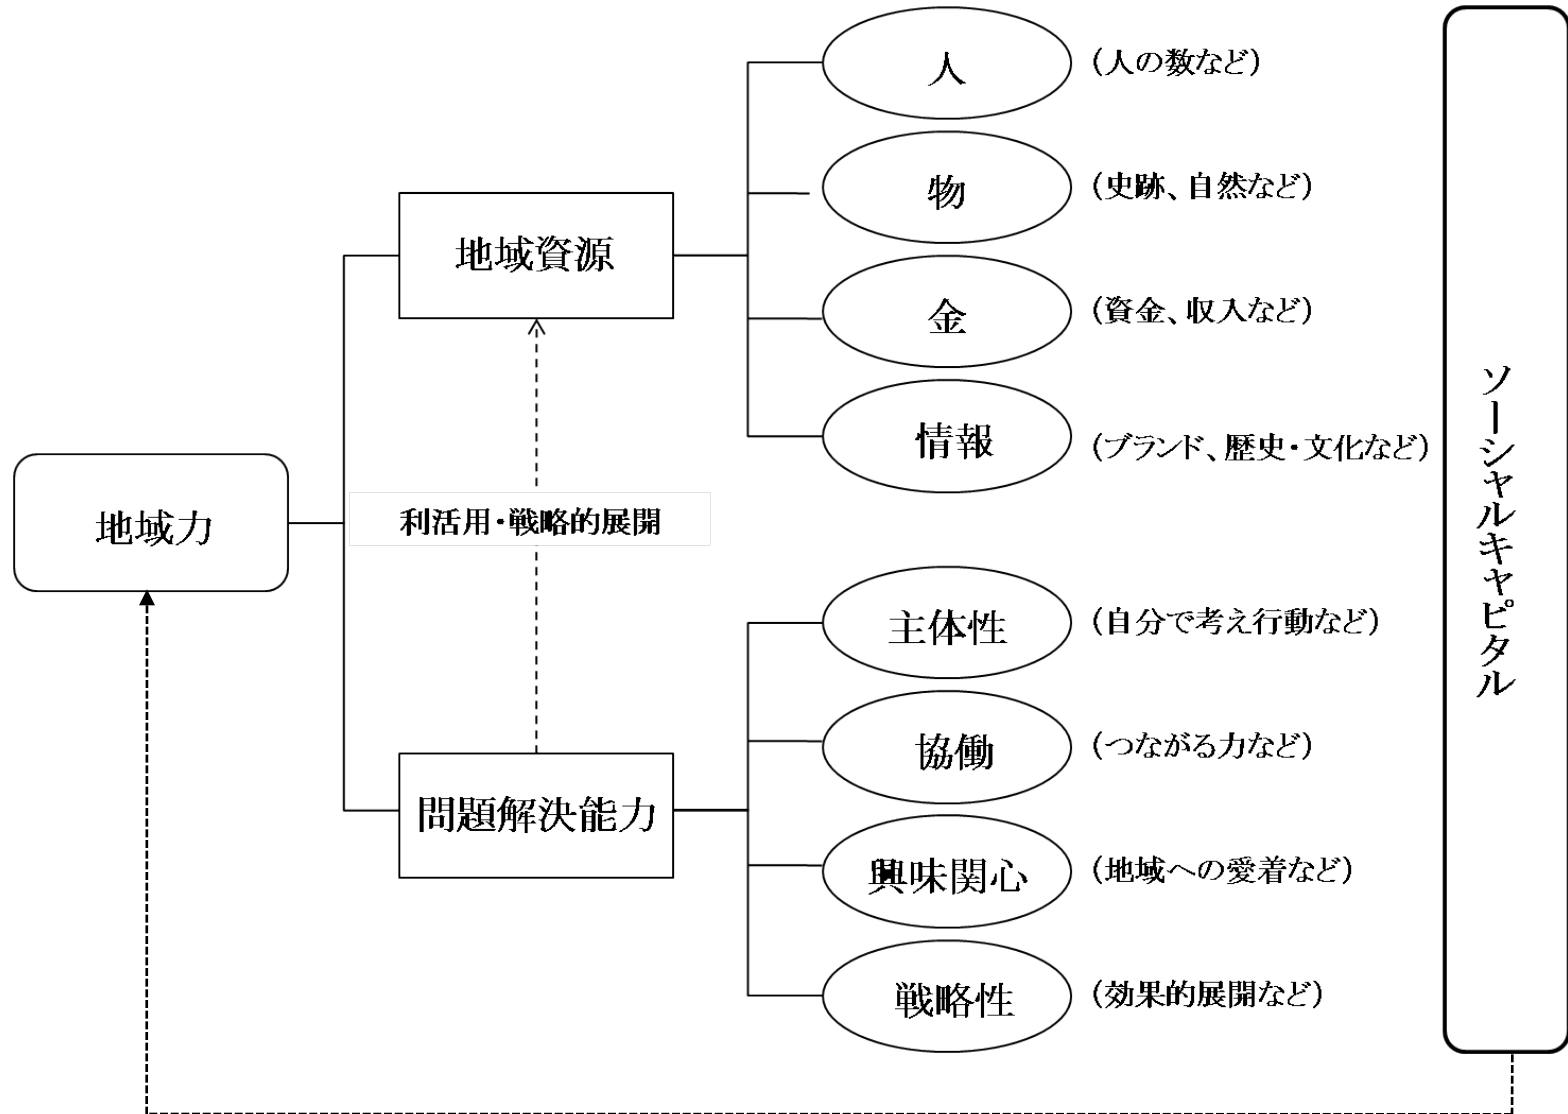 地域力
地域資源
利活用・戦略的展開
問題解決能力
人
(人の数など)
物
(史跡、自然など)
金
(資金、収入など)
情報
(ブランド、歴史・文化など)
主体性
(自分で考え行動など)
協働
(つながる力など)
興味関心
(地域への愛着など)
戦略性
(効果的展開など)
ソーシャルキャピタル